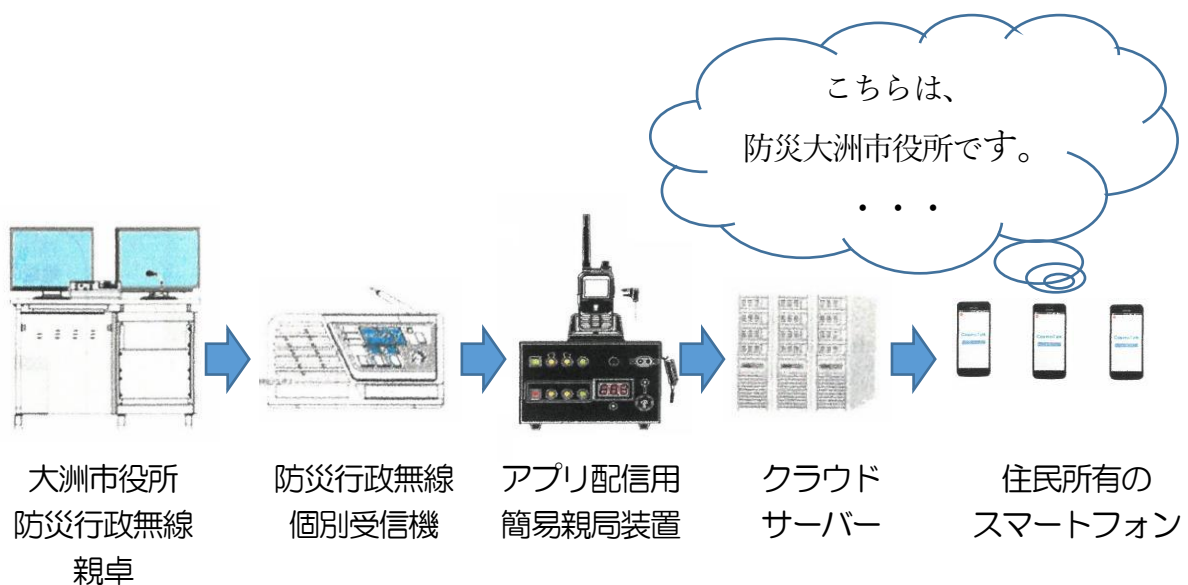 こちらは、
防災大洲市役所です。
・・・
大洲市役所
防災行政無線
親卓
防災行政無線
個別受信機
アプリ配信用
簡易親局装置
クラウド
サーバー
住民所有の
スマートフォン